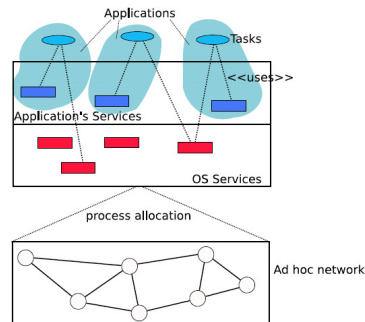 Applications
Tasks
<<uses>>
Application's Services
OS Services
process allocation
Ad hoc network